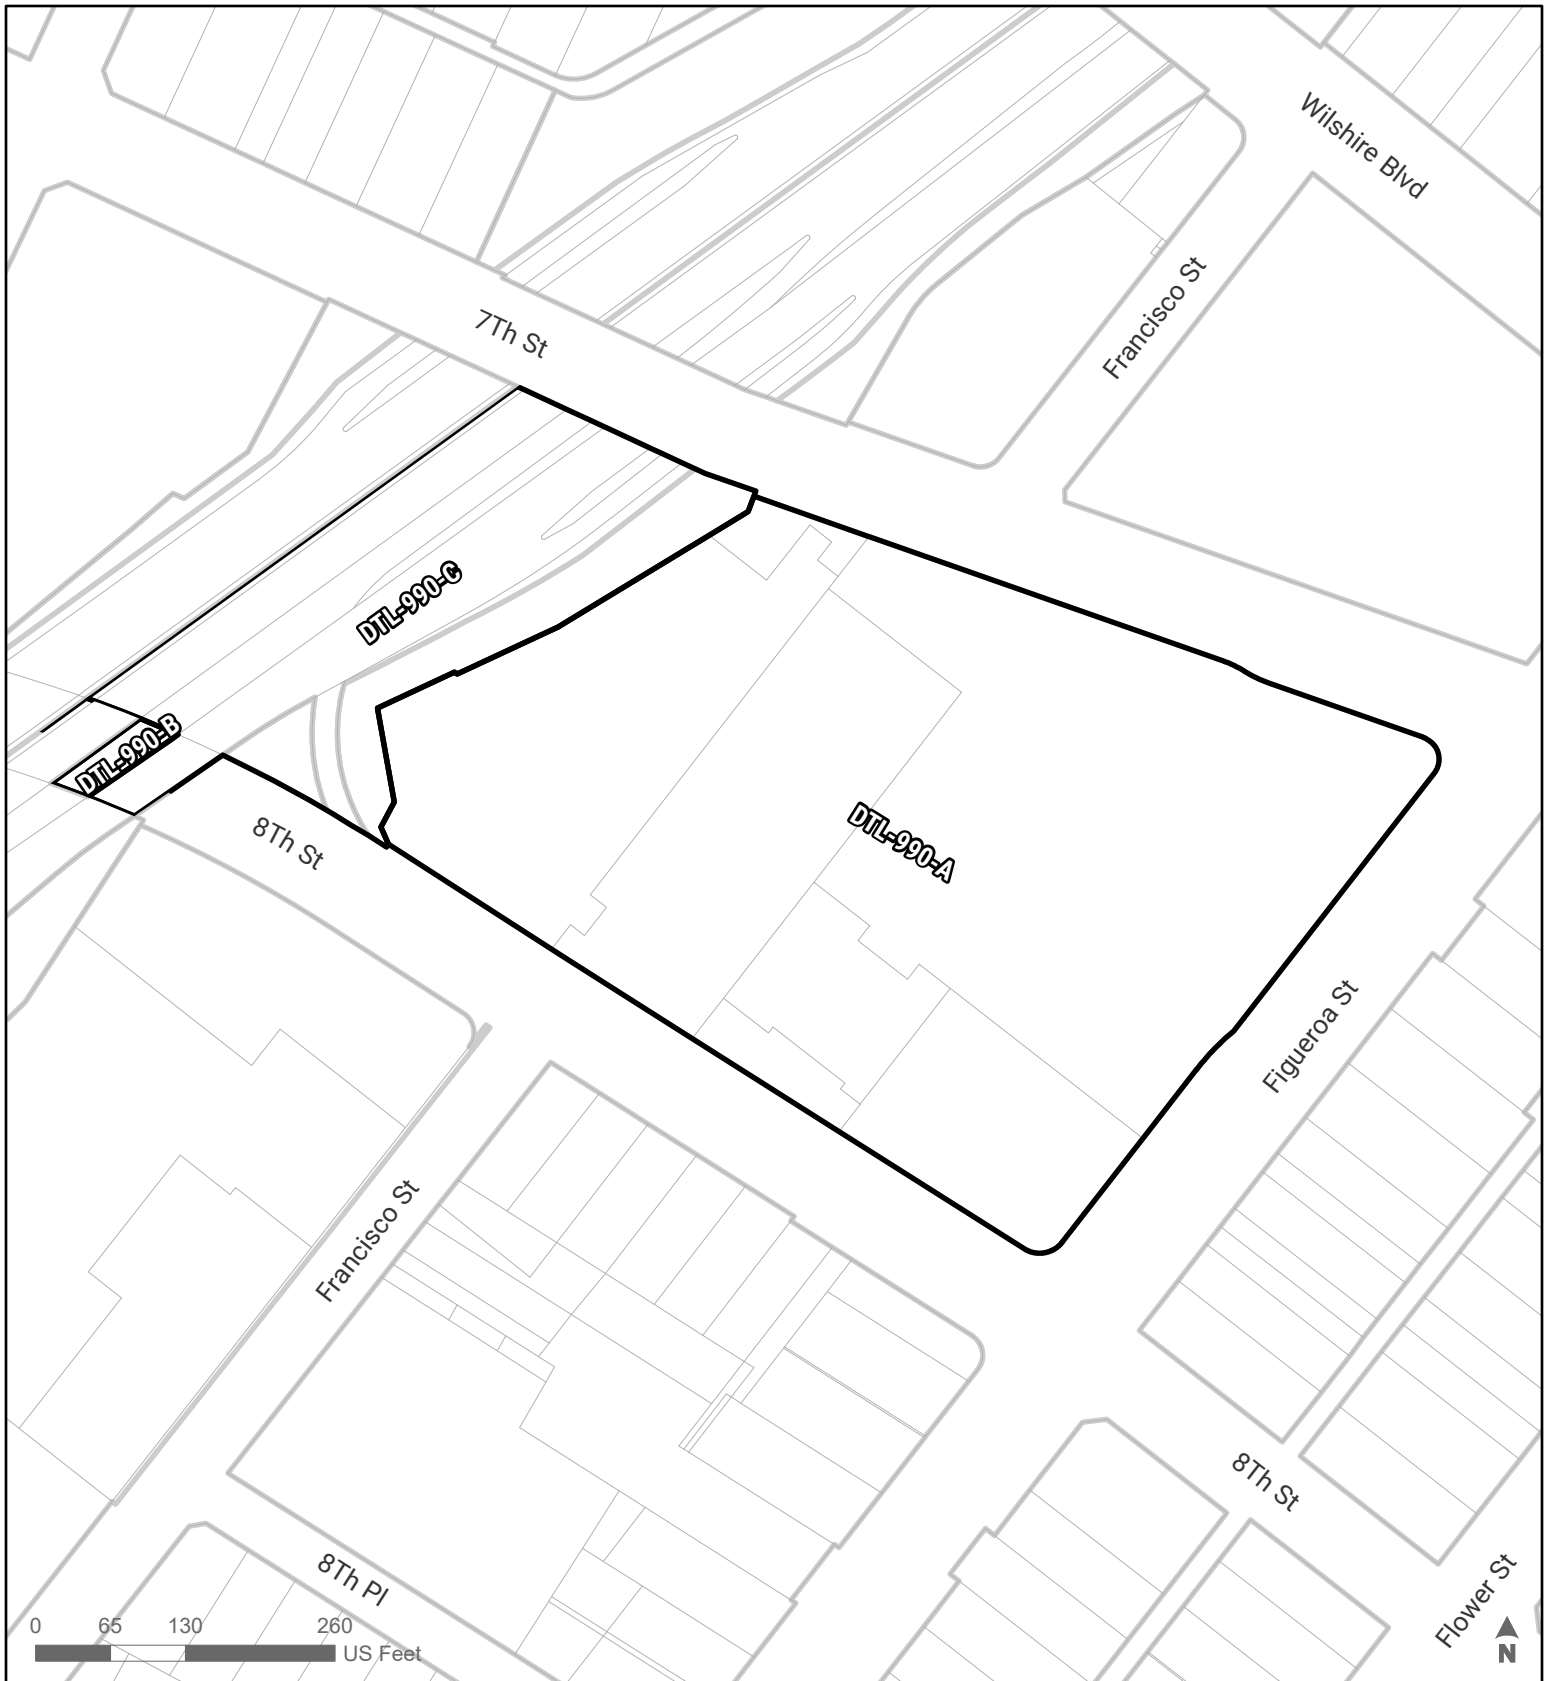 Wilshire Blvd
Francisco St
7Th St
DTL-990-C
DTL-990-B
8Th St
DTL-990-A
Figueroa St
Francisco St
8Th St
8Th Pl
Flower St
0 65 130 260
US Feet
N